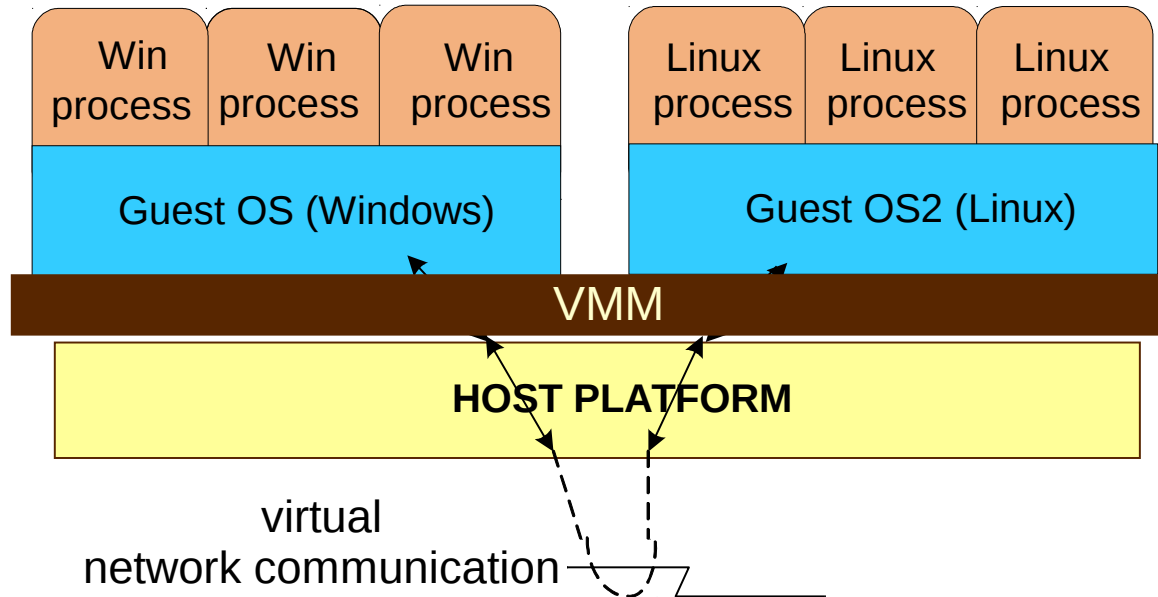 Win
process
Win
process
Win
process
Linux
process
Linux
process
Linux
process
Guest OS (Windows)
Guest OS2 (Linux)
VMM
HOST PLATFORM
virtual
network communication